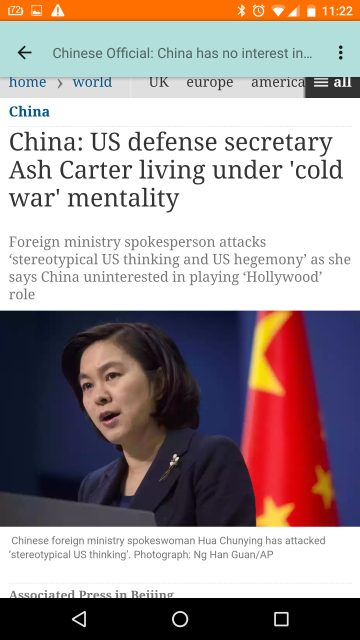 72
11:22
Chinese Official: China has no interest in...
home › world UK europe america ≡ all
China
China: US defense secretary
Ash Carter living under 'cold
war' mentality
Foreign ministry spokesperson attacks
‘stereotypical US thinking and US hegemony’ as she
says China uninterested in playing ‘Hollywood’
role
Chinese foreign ministry spokeswoman Hua Chunying has attacked
‘stereotypical US thinking’. Photograph: Ng Han Guan/AP
Associated Press in Beijing